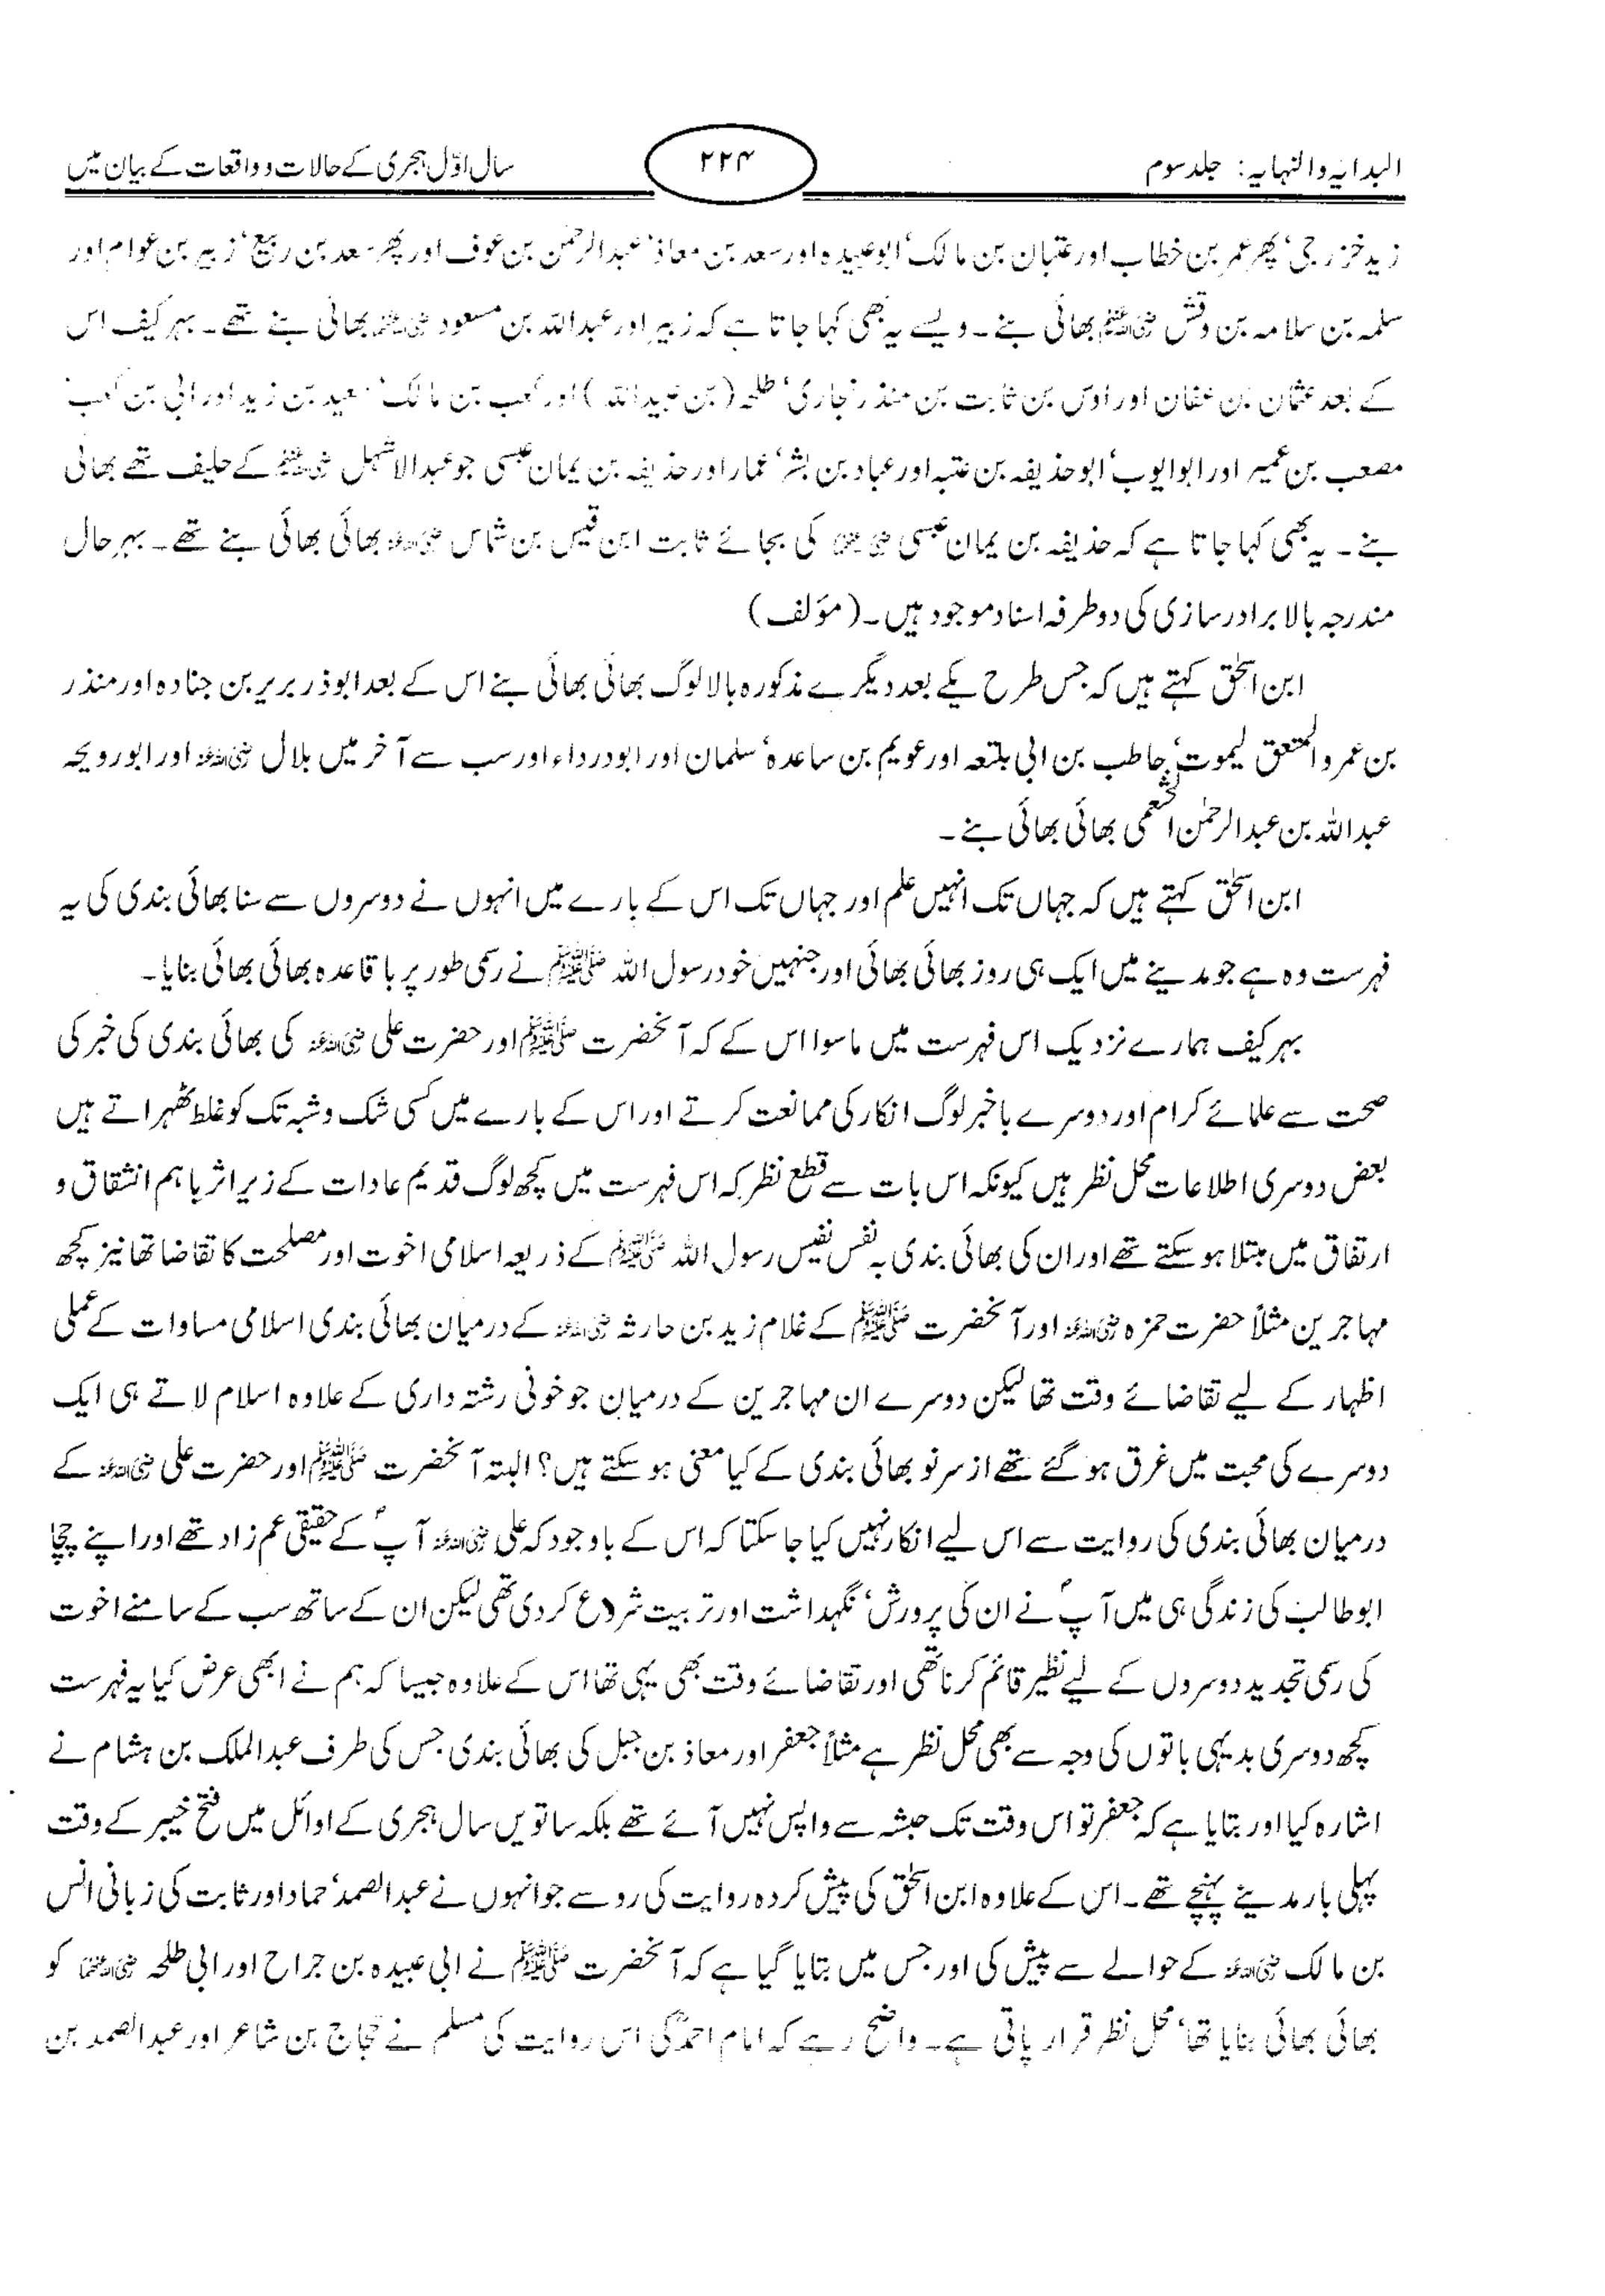 البدایہ والنہایہ: جلد سوم ۲۲۴ سال اوّل ہجری کے حالات و واقعات کے بیان میں
زید خزرجی‘ پھر عمر بن خطاب اور عتبان بن مالک‘ ابوعبیدہ اور سعد بن معاذ‘ عبدالرحمٰن بن عوف اور پھر سعد بن ربیع‘ زبیر بن عوام اور
سلمہ بن سلامہ بن وقش رضی اللہ عنہم بھائی بنے۔ ویسے یہ بھی کہا جاتا ہے کہ زبیر اور عبداللہ بن مسعود رضی اللہ عنہما بھائی بنے تھے۔ بہرکیف اس
کے بعد عثمان بن عفان اور اوس بن ثابت بن منذر نجاری‘ طلحہ (بن عبیداللہ) اور کعب بن مالک‘ سعید بن زید اور ابی بن کعب‘
مصعب بن عمیر اور ابوایوب‘ ابوحذیفہ بن عتبہ اور عباد بن بشر‘ عمار اور حذیفہ بن یمان عبسی جو عبدالاشہل رضی اللہ عنہم کے حلیف تھے بھائی
بنے۔ یہ بھی کہا جاتا ہے کہ حذیفہ بن یمان عبسی رضی اللہ عنہ کی بجائے ثابت ابن قیس بن شماس رضی اللہ عنہ بھائی بھائی بنے تھے۔ بہرحال
مندرجہ بالا برادر سازی کی دو طرفہ اسناد موجود ہیں۔ (مؤلف)
ابن اسحٰق کہتے ہیں کہ جس طرح یکے بعد دیگرے مذکورہ بالا لوگ بھائی بھائی بنے اس کے بعد ابوذر بریر بن جنادہ اور منذر
بن عمرو المتعق لیموت‘ حاطب بن ابی بلتعہ اور عویم بن ساعدہ‘ سلمان اور ابودرداء اور سب سے آخر میں بلال رضی اللہ عنہ اور ابورویحہ
عبداللہ بن عبدالرحمٰن الخثعمی بھائی بھائی بنے۔
ابن اسحٰق کہتے ہیں کہ جہاں تک انہیں علم اور جہاں تک اس کے بارے میں انہوں نے دوسروں سے سنا بھائی بندی کی یہ
فہرست وہ ہے جو مدینے میں ایک ہی روز بھائی بھائی اور جنہیں خود رسول اللہ ﷺ نے رسمی طور پر باقاعدہ بھائی بھائی بنایا۔
بہرکیف ہمارے نزدیک اس فہرست میں ماسوا اس کے کہ آنحضرت ﷺ اور حضرت علی رضی اللہ عنہ کی بھائی بندی کی خبر کی
صحت سے علمائے کرام اور دوسرے باخبر لوگ انکار کی ممانعت کرتے اور اس کے بارے میں کسی شک و شبہ تک کو غلط ٹھہراتے ہیں
بعض دوسری اطلاعات محل نظر ہیں کیونکہ اس بات سے قطع نظر کہ اس فہرست میں کچھ لوگ قدیم عادات کے زیر اثر باہم انشقاق و
ارتفاق میں مبتلا ہو سکتے تھے اور ان کی بھائی بندی بہ نفس نفیس رسول اللہ ﷺ کے ذریعہ اسلامی اخوت اور مصلحت کا تقاضا تھا نیز کچھ
مہاجرین مثلاً حضرت حمزہ رضی اللہ عنہ اور آنحضرت ﷺ کے غلام زید بن حارثہ رضی اللہ عنہ کے درمیان بھائی بندی اسلامی مساوات کے عملی
اظہار کے لیے تقاضائے وقت تھا لیکن دوسرے ان مہاجرین کے درمیان جو خونی رشتہ داری کے علاوہ اسلام لاتے ہی ایک
دوسرے کی محبت میں غرق ہو گئے تھے از سر نو بھائی بندی کے کیا معنی ہو سکتے ہیں؟ البتہ آنحضرت ﷺ اور حضرت علی رضی اللہ عنہ کے
درمیان بھائی بندی کی روایت سے اس لیے انکار نہیں کیا جا سکتا کہ اس کے باوجود کہ علی رضی اللہ عنہ آپؐ کے حقیقی عم زاد تھے اور اپنے چچا
ابوطالب کی زندگی ہی میں آپؐ نے ان کی پرورش‘ نگہداشت اور تربیت شروع کر دی تھی لیکن ان کے ساتھ سب کے سامنے اخوت
کی رسمی تجدید دوسروں کے لیے نظیر قائم کرنا تھی اور تقاضائے وقت بھی یہی تھا اس کے علاوہ جیسا کہ ہم نے ابھی عرض کیا یہ فہرست
کچھ دوسری بدیہی باتوں کی وجہ سے بھی محل نظر ہے مثلاً جعفر اور معاذ بن جبل کی بھائی بندی جس کی طرف عبدالملک بن ہشام نے
اشارہ کیا اور بتایا ہے کہ جعفر تو اس وقت تک حبشہ سے واپس نہیں آئے تھے بلکہ ساتویں سال ہجری کے اوائل میں فتح خیبر کے وقت
پہلی بار مدینے پہنچے تھے۔ اس کے علاوہ ابن اسحٰق کی پیش کردہ روایت کی رو سے جو انہوں نے عبدالصمد‘ حماد اور ثابت کی زبانی انس
بن مالک رضی اللہ عنہ کے حوالے سے پیش کی اور جس میں بتایا گیا ہے کہ آنحضرت ﷺ نے ابی عبیدہ بن جراح اور ابی طلحہ رضی اللہ عنہما کو
بھائی بھائی بنایا تھا‘ محل نظر قرار پاتی ہے۔ واضح رہے کہ امام احمدؒ کی اس روایت کی مسلم نے حجاج بن شاعر اور عبدالصمد بن